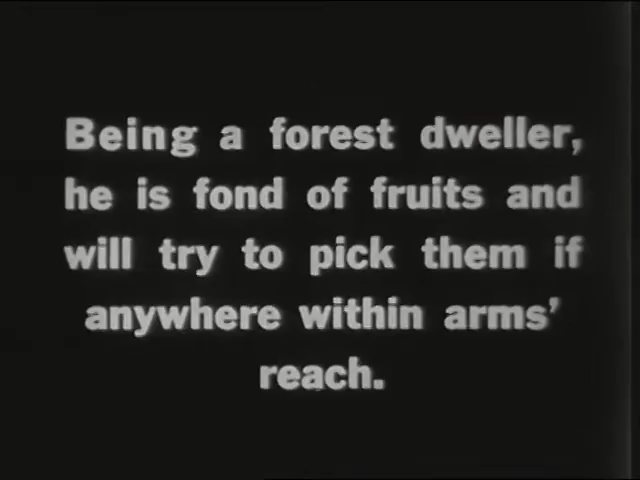 Being a forest dweller,
he is fond of fruits and
will try to pick them if
anywhere within arms’
reach.